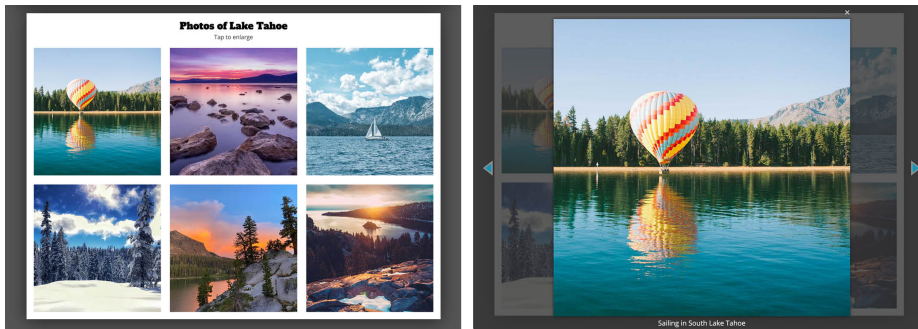 Photos of Lake Tahoe
Tap to enlarge
×
Sailing in South Lake Tahoe